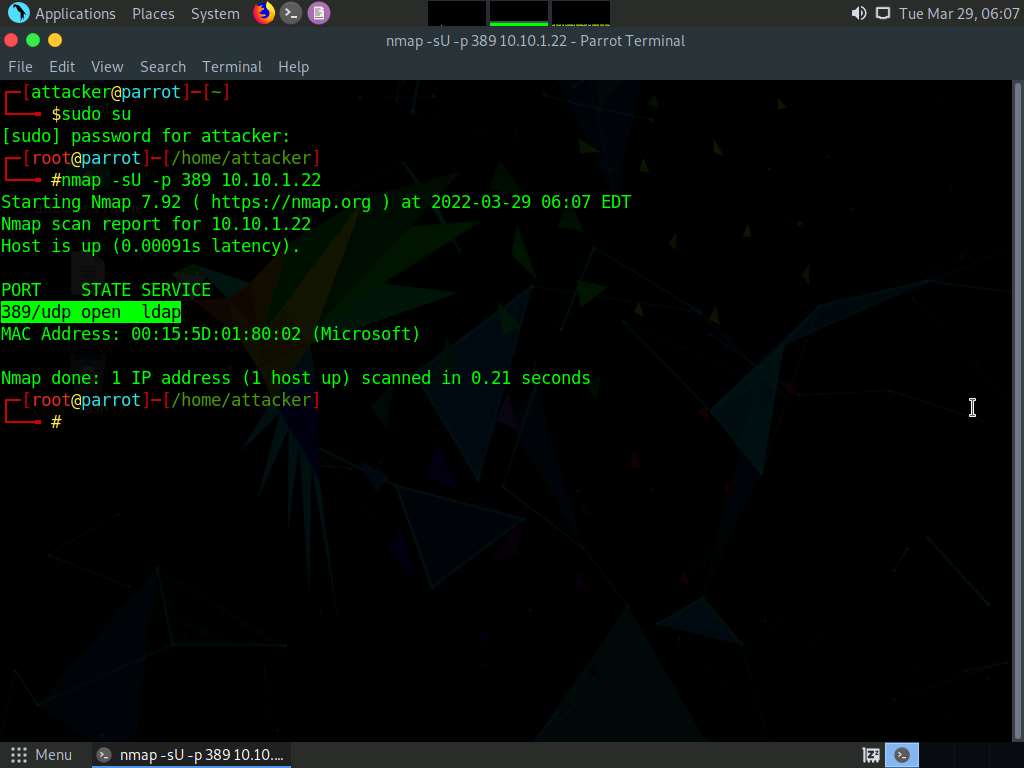 Applications Places System Tue Mar 29, 06:07
nmap -sU -p 389 10.10.1.22 - Parrot Terminal
File Edit View Search Terminal Help
┌─[attacker@parrot]─[~]
└──╼ $sudo su
[sudo] password for attacker:
┌─[root@parrot]─[/home/attacker]
└──╼ #nmap -sU -p 389 10.10.1.22
Starting Nmap 7.92 ( https://nmap.org ) at 2022-03-29 06:07 EDT
Nmap scan report for 10.10.1.22
Host is up (0.00091s latency).
PORT    STATE SERVICE
389/udp open  ldap
MAC Address: 00:15:5D:01:80:02 (Microsoft)
Nmap done: 1 IP address (1 host up) scanned in 0.21 seconds
┌─[root@parrot]─[/home/attacker]
└──╼ #
Menu nmap -sU -p 389 10.10....